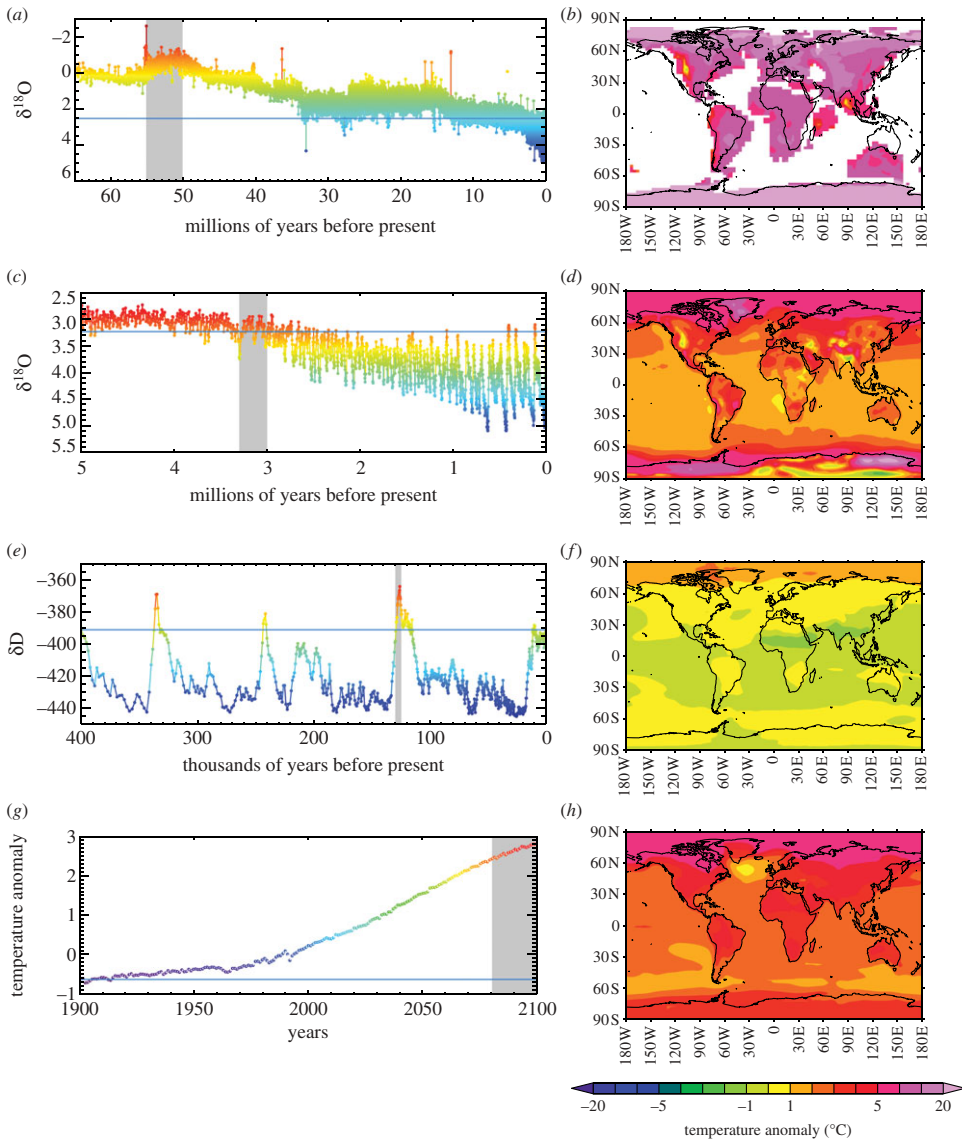 (a)
−2
0
2
4
6
δ18O
60 50 40 30 20 10 0
millions of years before present
(b)
90N
60N
30N
0
30S
60S
90S
180W 150W 120W 90W 60W 30W 0 30E 60E 90E 120E 150E 180E
(c)
2.5
3.0
3.5
4.0
4.5
5.0
5.5
δ18O
5 4 3 2 1 0
millions of years before present
(d)
90N
60N
30N
0
30S
60S
90S
180W 150W 120W 90W 60W 30W 0 30E 60E 90E 120E 150E 180E
(e)
−360
−380
−400
−420
−440
δD
400 300 200 100 0
thousands of years before present
(f)
90N
60N
30N
0
30S
60S
90S
180W 150W 120W 90W 60W 30W 0 30E 60E 90E 120E 150E 180E
(g)
3
2
1
0
−1
temperature anomaly
1900 1950 2000 2050 2100
years
(h)
90N
60N
30N
0
30S
60S
90S
180W 150W 120W 90W 60W 30W 0 30E 60E 90E 120E 150E 180E
−20 −5 −1 1 5 20
temperature anomaly (°C)